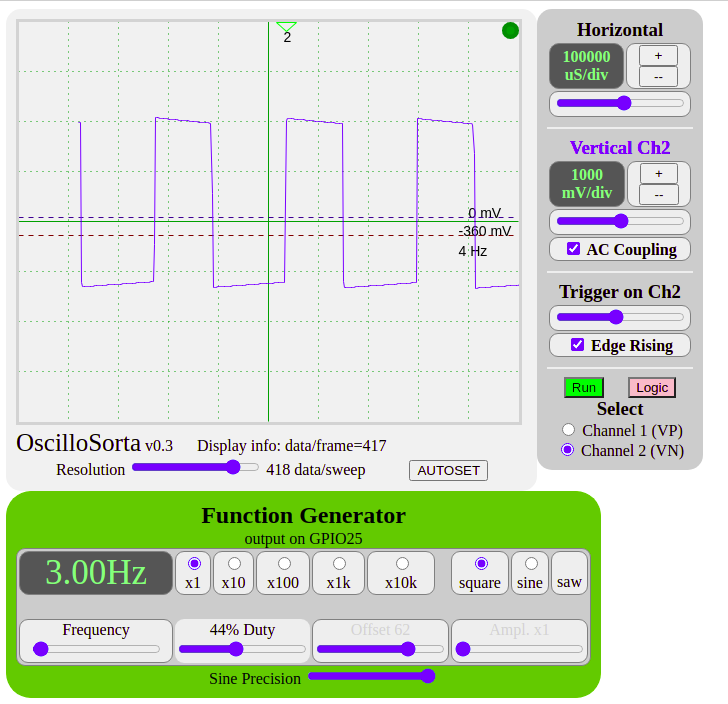 2
0 mV
-360 mV
4 Hz
OscilloSorta v0.3 Display info: data/frame=417
Resolution 418 data/sweep AUTOSET
Horizontal
100000
uS/div
+
--
Vertical Ch2
1000
mV/div
+
--
AC Coupling
Trigger on Ch2
Edge Rising
Run Logic
Select
Channel 1 (VP)
Channel 2 (VN)
Function Generator
output on GPIO25
3.00Hz x1 x10 x100 x1k x10k square sine saw
Frequency 44% Duty Offset 62 Ampl. x1
Sine Precision